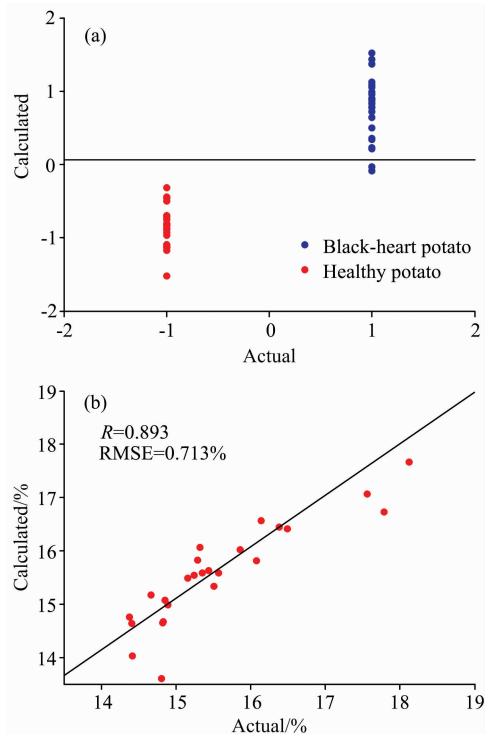 (a)
2
1
0
-1
-2
Calculated
Black-heart potato
Healthy potato
-2 -1 0 1 2
Actual
(b)
R=0.893
RMSE=0.713%
19
18
17
16
15
14
Calculated/%
14 15 16 17 18 19
Actual/%